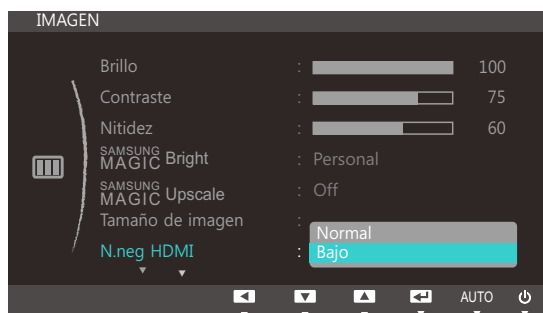 IMAGEN
Brillo : 100
Contraste : 75
Nitidez : 60
SAMSUNG MAGIC Bright : Personal
SAMSUNG MAGIC Upscale : Off
Tamaño de imagen :
Normal
N.neg HDMI : Bajo
AUTO